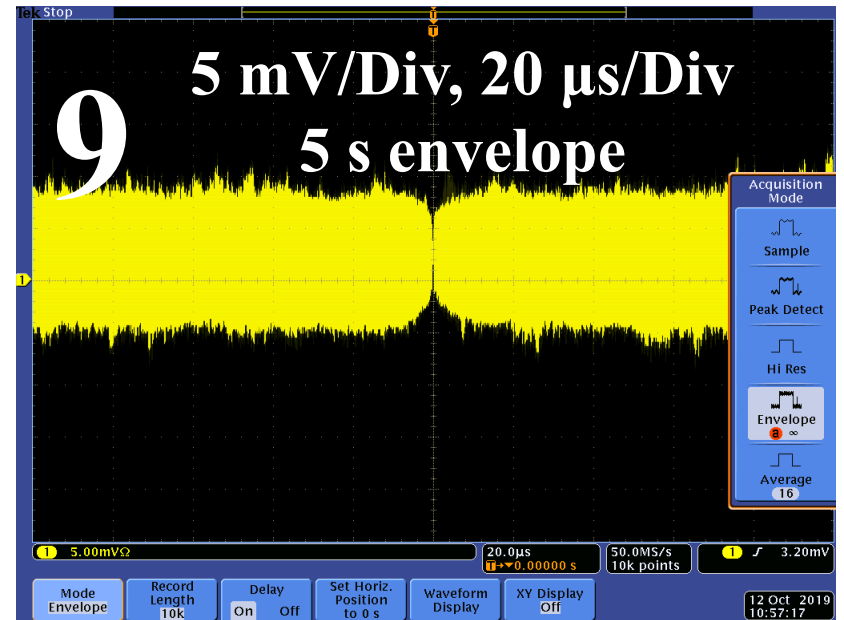 Tek Stop
T
T
5 mV/Div, 20 μs/Div
9
5 s envelope
Acquisition
Mode
Sample
1
Peak Detect
Hi Res
Envelope
a ∞
Average
16
1 5.00mVΩ
20.0μs
T→▼0.00000 s
50.0MS/s
10k points
1 ∫ 3.20mV
Mode
Envelope
Record
Length
10k
Delay
On Off
Set Horiz.
Position
to 0 s
Waveform
Display
XY Display
Off
12 Oct 2019
10:57:17